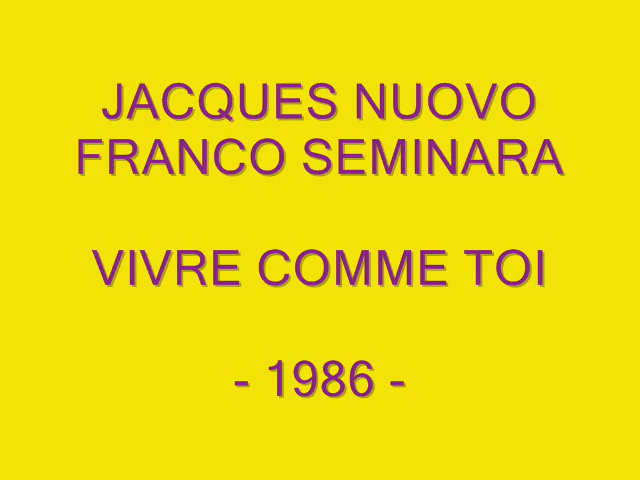 JACQUES NUOVO
FRANCO SEMINARA
VIVRE COMME TOI
- 1986 -